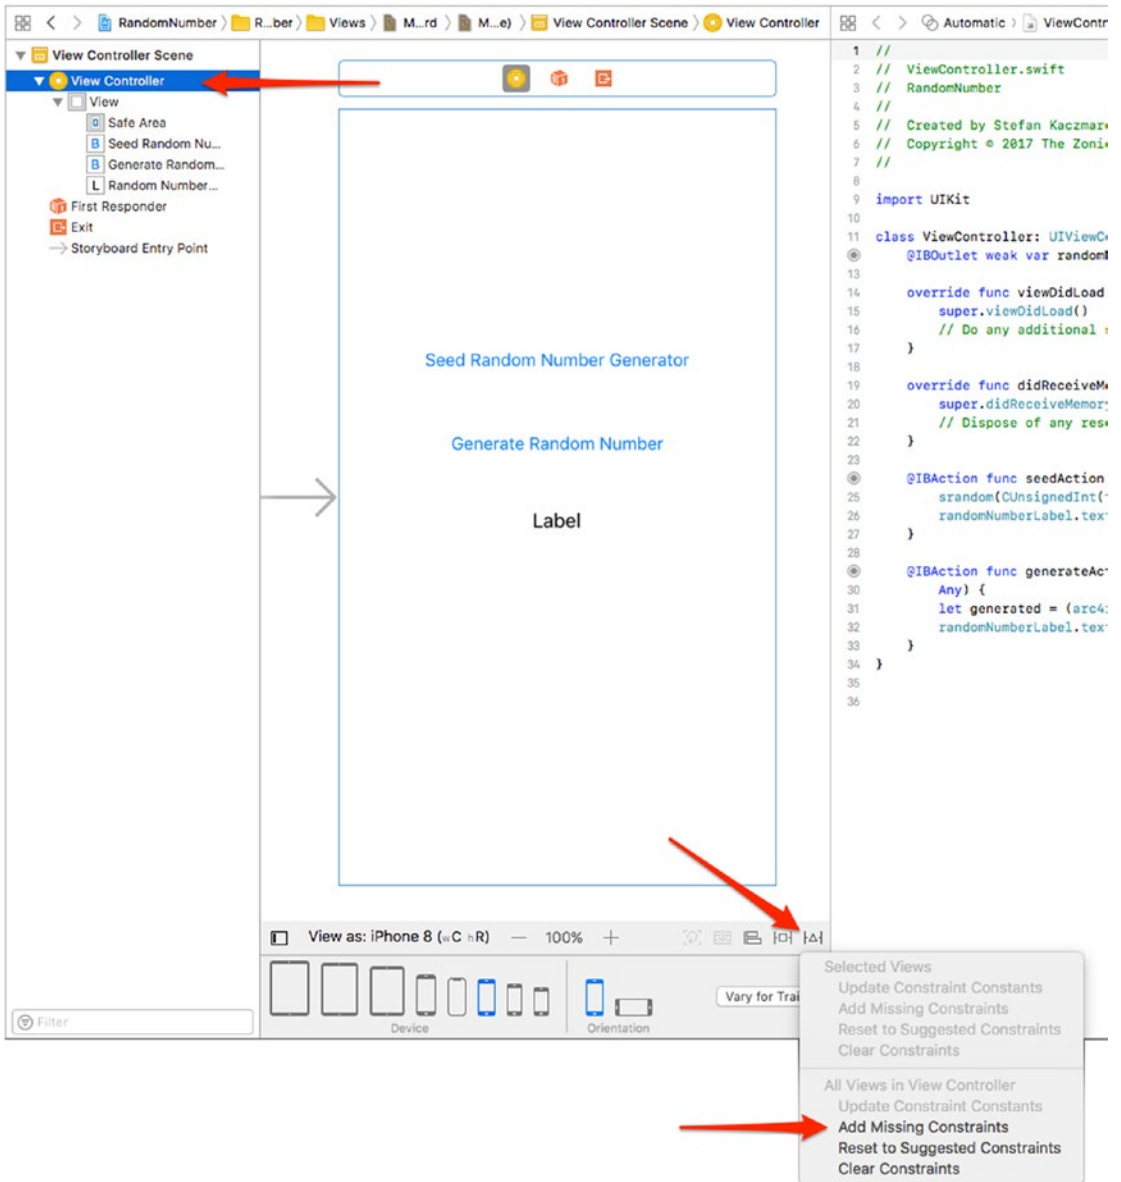 RandomNumber R...ber Views M...rd M...e) View Controller Scene View Controller
Automatic ViewContr
View Controller Scene
View Controller
View
Safe Area
B Seed Random Nu...
B Generate Random...
L Random Number...
First Responder
Exit
Storyboard Entry Point
Filter
Seed Random Number Generator
Generate Random Number
Label
View as: iPhone 8 (wC hR) — 100% +
Device
Orientation
Vary for Trai
1 //
2 // ViewController.swift
3 // RandomNumber
4 //
5 // Created by Stefan Kaczmar
6 // Copyright © 2017 The Zoni
7 //
8
9 import UIKit
10
11 class ViewController: UIViewC
@IBOutlet weak var random
13
14 override func viewDidLoad
15 super.viewDidLoad()
16 // Do any additional
17 }
18
19 override func didReceiveM
20 super.didReceiveMemor
21 // Dispose of any res
22 }
23
@IBAction func seedAction
25 srandom(CUnsignedInt(
26 randomNumberLabel.tex
27 }
28
@IBAction func generateAc
30 Any) {
31 let generated = (arc4
32 randomNumberLabel.tex
33 }
34 }
35
36
Selected Views
Update Constraint Constants
Add Missing Constraints
Reset to Suggested Constraints
Clear Constraints
All Views in View Controller
Update Constraint Constants
Add Missing Constraints
Reset to Suggested Constraints
Clear Constraints